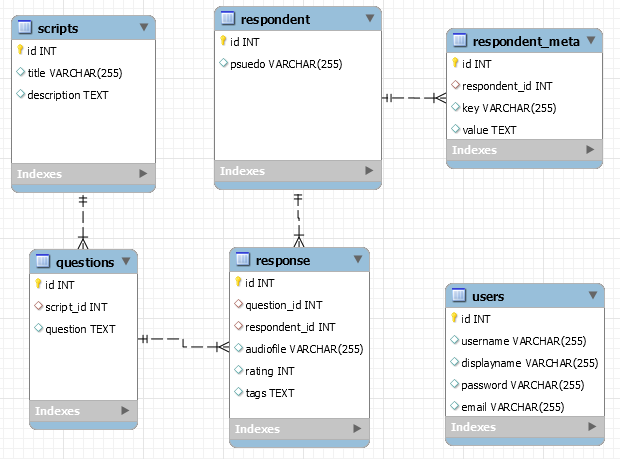 scripts
id INT
title VARCHAR(255)
description TEXT
Indexes
respondent
id INT
psuedo VARCHAR(255)
Indexes
respondent_meta
id INT
respondent_id INT
key VARCHAR(255)
value TEXT
Indexes
questions
id INT
script_id INT
question TEXT
Indexes
response
id INT
question_id INT
respondent_id INT
audiofile VARCHAR(255)
rating INT
tags TEXT
Indexes
users
id INT
username VARCHAR(255)
displayname VARCHAR(255)
password VARCHAR(255)
email VARCHAR(255)
Indexes